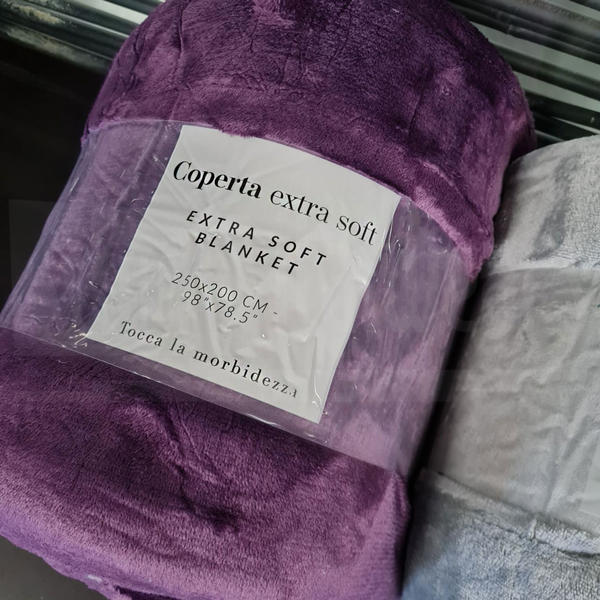 Coperta extra soft
EXTRA SOFT
BLANKET
250x200 CM -
98"x78.5"
Tocca la morbidezza